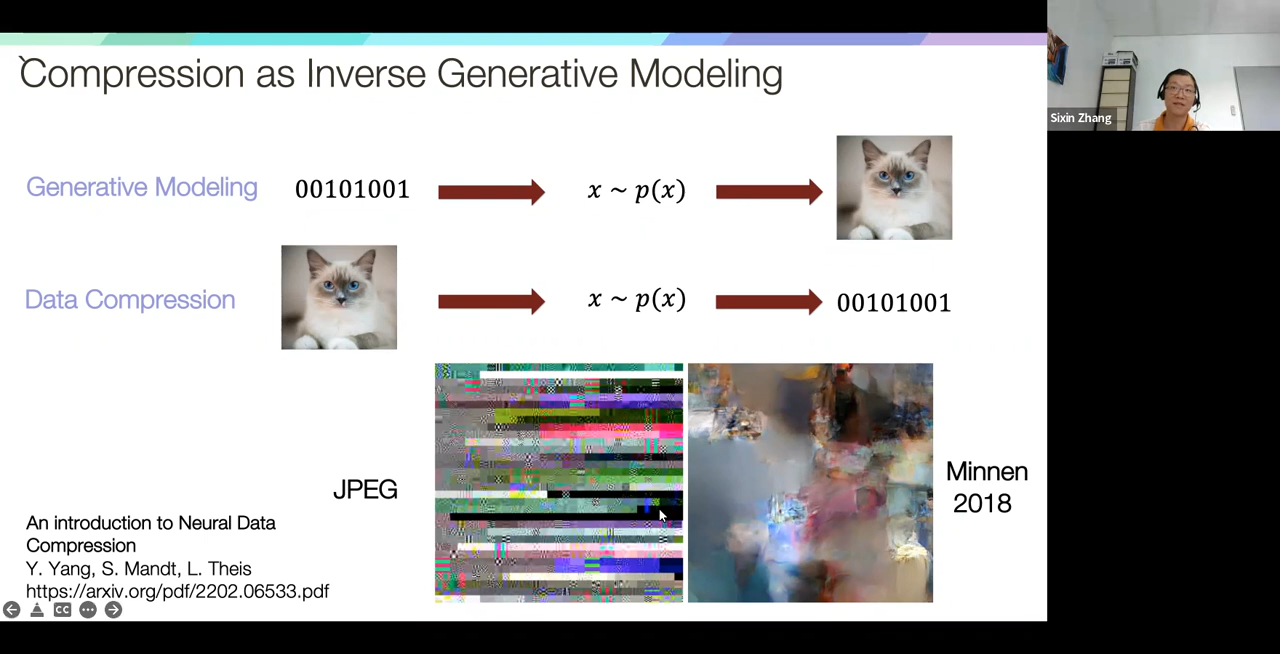 `Compression as Inverse Generative Modeling
Sixin Zhang
Generative Modeling 00101001 x ~ p(x)
Data Compression x ~ p(x) 00101001
JPEG
Minnen
2018
An introduction to Neural Data
Compression
Y. Yang, S. Mandt, L. Theis
https://arxiv.org/pdf/2202.06533.pdf
CC